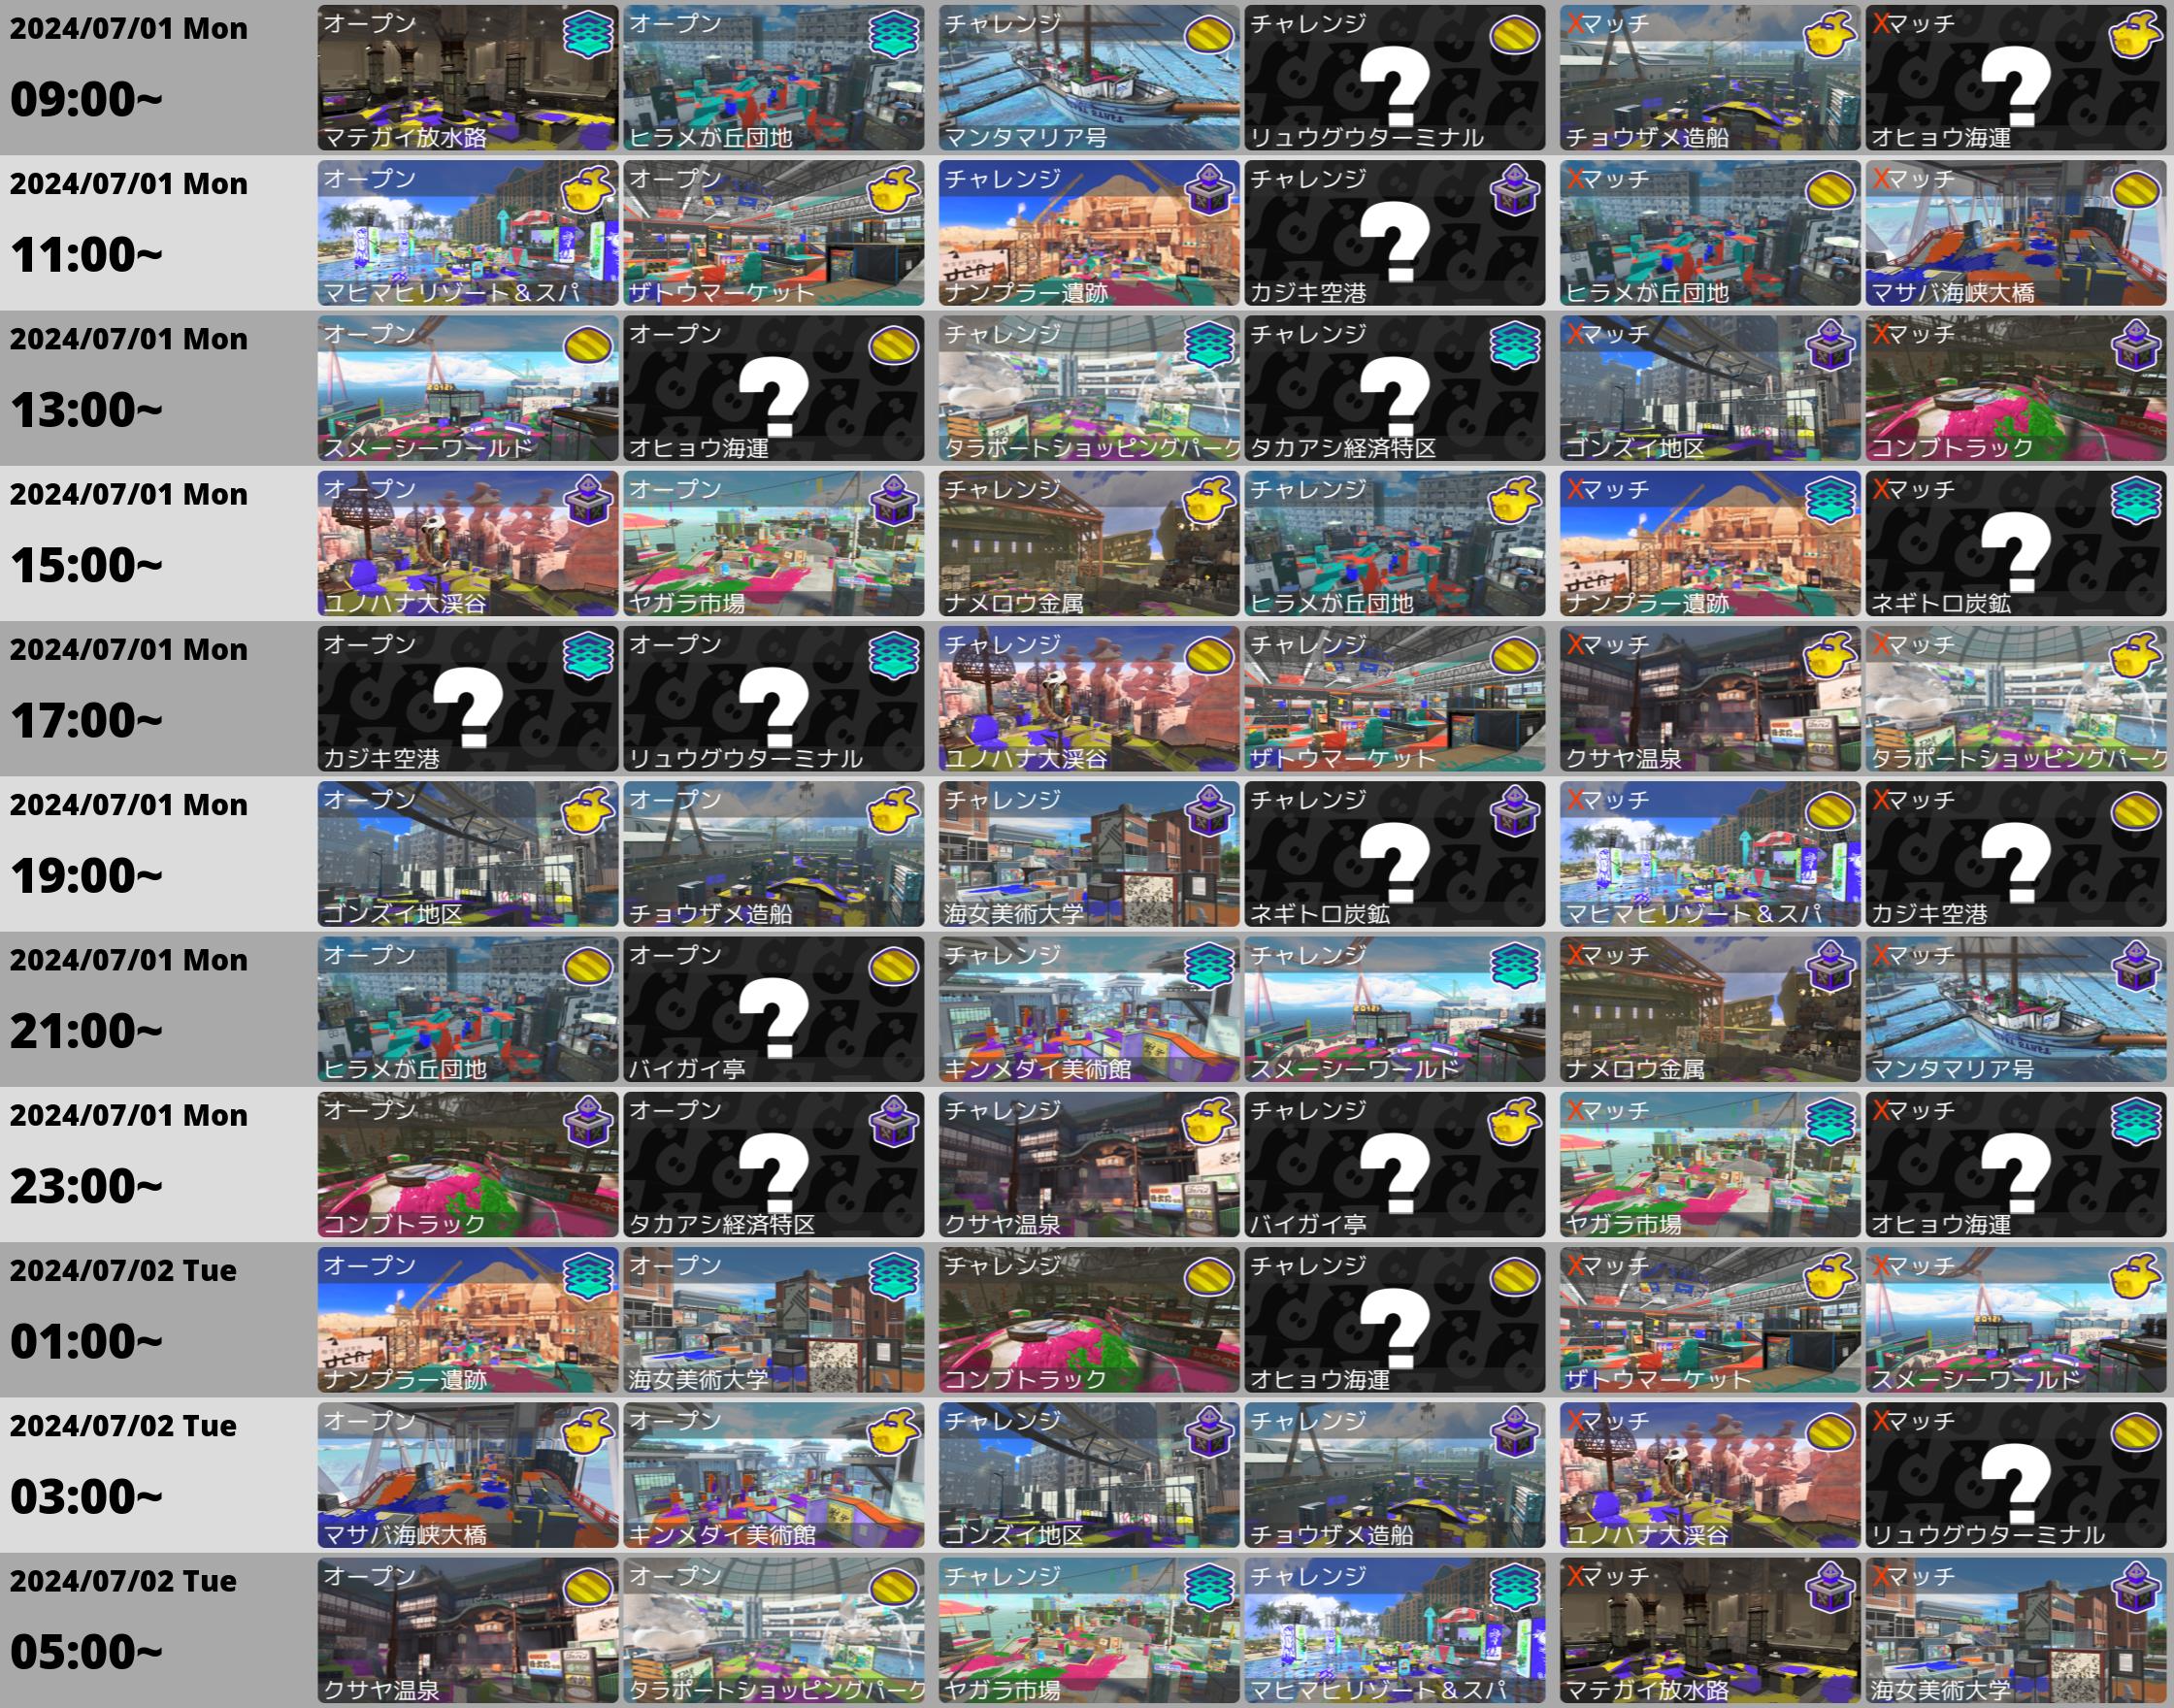 2024/07/01 Mon
09:00~
オープン
マテガイ放水路
オープン
ヒラメが丘団地
チャレンジ
マンタマリア号
チャレンジ
?
リュウグウターミナル
Xマッチ
チョウザメ造船
Xマッチ
?
オヒョウ海運
2024/07/01 Mon
11:00~
オープン
マヒマヒリゾート&スパ
オープン
ザトウマーケット
チャレンジ
ナンプラー遺跡
チャレンジ
?
カジキ空港
Xマッチ
ヒラメが丘団地
Xマッチ
マサバ海峡大橋
2024/07/01 Mon
13:00~
オープン
スメーシーワールド
オープン
?
オヒョウ海運
チャレンジ
タラポートショッピングパーク
チャレンジ
?
タカアシ経済特区
Xマッチ
ゴンズイ地区
Xマッチ
コンブトラック
2024/07/01 Mon
15:00~
オープン
ユノハナ大渓谷
オープン
ヤガラ市場
チャレンジ
ナメロウ金属
チャレンジ
ヒラメが丘団地
Xマッチ
ナンプラー遺跡
Xマッチ
?
ネギトロ炭鉱
2024/07/01 Mon
17:00~
オープン
?
カジキ空港
オープン
?
リュウグウターミナル
チャレンジ
ユノハナ大渓谷
チャレンジ
ザトウマーケット
Xマッチ
クサヤ温泉
Xマッチ
タラポートショッピングパーク
2024/07/01 Mon
19:00~
オープン
ゴンズイ地区
オープン
チョウザメ造船
チャレンジ
海女美術大学
チャレンジ
?
ネギトロ炭鉱
Xマッチ
マヒマヒリゾート&スパ
Xマッチ
?
カジキ空港
2024/07/01 Mon
21:00~
オープン
ヒラメが丘団地
オープン
?
バイガイ亭
チャレンジ
キンメダイ美術館
チャレンジ
スメーシーワールド
Xマッチ
ナメロウ金属
Xマッチ
マンタマリア号
2024/07/01 Mon
23:00~
オープン
コンブトラック
オープン
?
タカアシ経済特区
チャレンジ
クサヤ温泉
チャレンジ
?
バイガイ亭
Xマッチ
ヤガラ市場
Xマッチ
?
オヒョウ海運
2024/07/02 Tue
01:00~
オープン
ナンプラー遺跡
オープン
海女美術大学
チャレンジ
コンブトラック
チャレンジ
?
オヒョウ海運
Xマッチ
ザトウマーケット
Xマッチ
スメーシーワールド
2024/07/02 Tue
03:00~
オープン
マサバ海峡大橋
オープン
キンメダイ美術館
チャレンジ
ゴンズイ地区
チャレンジ
チョウザメ造船
Xマッチ
ユノハナ大渓谷
Xマッチ
?
リュウグウターミナル
2024/07/02 Tue
05:00~
オープン
クサヤ温泉
オープン
タラポートショッピングパーク
チャレンジ
ヤガラ市場
チャレンジ
マヒマヒリゾート&スパ
Xマッチ
マテガイ放水路
Xマッチ
海女美術大学